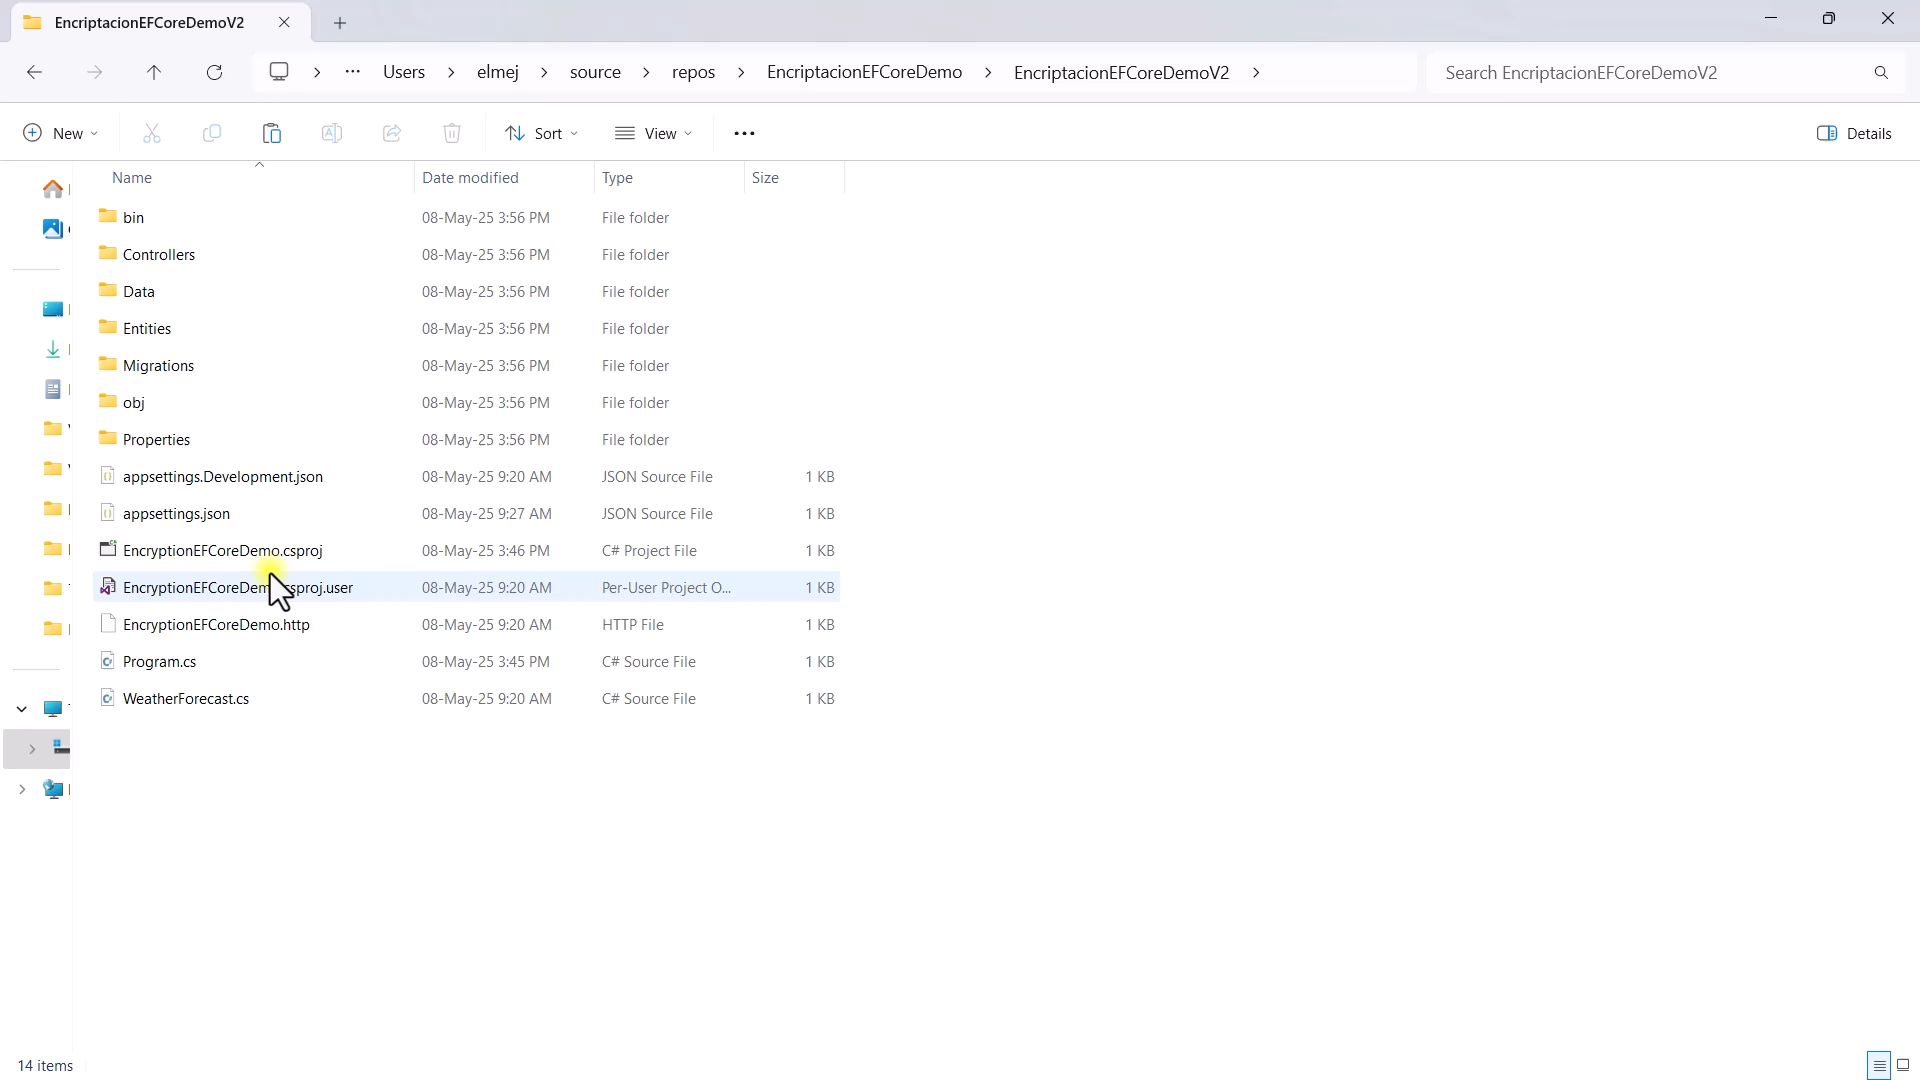 EncriptacionEFCoreDemoV2
Users > elmej > source > repos > EncriptacionEFCoreDemo > EncriptacionEFCoreDemoV2 >
Search EncriptacionEFCoreDemoV2
New Sort View Details
Name Date modified Type Size
bin 08-May-25 3:56 PM File folder
Controllers 08-May-25 3:56 PM File folder
Data 08-May-25 3:56 PM File folder
Entities 08-May-25 3:56 PM File folder
Migrations 08-May-25 3:56 PM File folder
obj 08-May-25 3:56 PM File folder
Properties 08-May-25 3:56 PM File folder
appsettings.Development.json 08-May-25 9:20 AM JSON Source File 1 KB
appsettings.json 08-May-25 9:27 AM JSON Source File 1 KB
EncryptionEFCoreDemo.csproj 08-May-25 3:46 PM C# Project File 1 KB
EncryptionEFCoreDemo.csproj.user 08-May-25 9:20 AM Per-User Project O... 1 KB
EncryptionEFCoreDemo.http 08-May-25 9:20 AM HTTP File 1 KB
Program.cs 08-May-25 3:45 PM C# Source File 1 KB
WeatherForecast.cs 08-May-25 9:20 AM C# Source File 1 KB
14 items